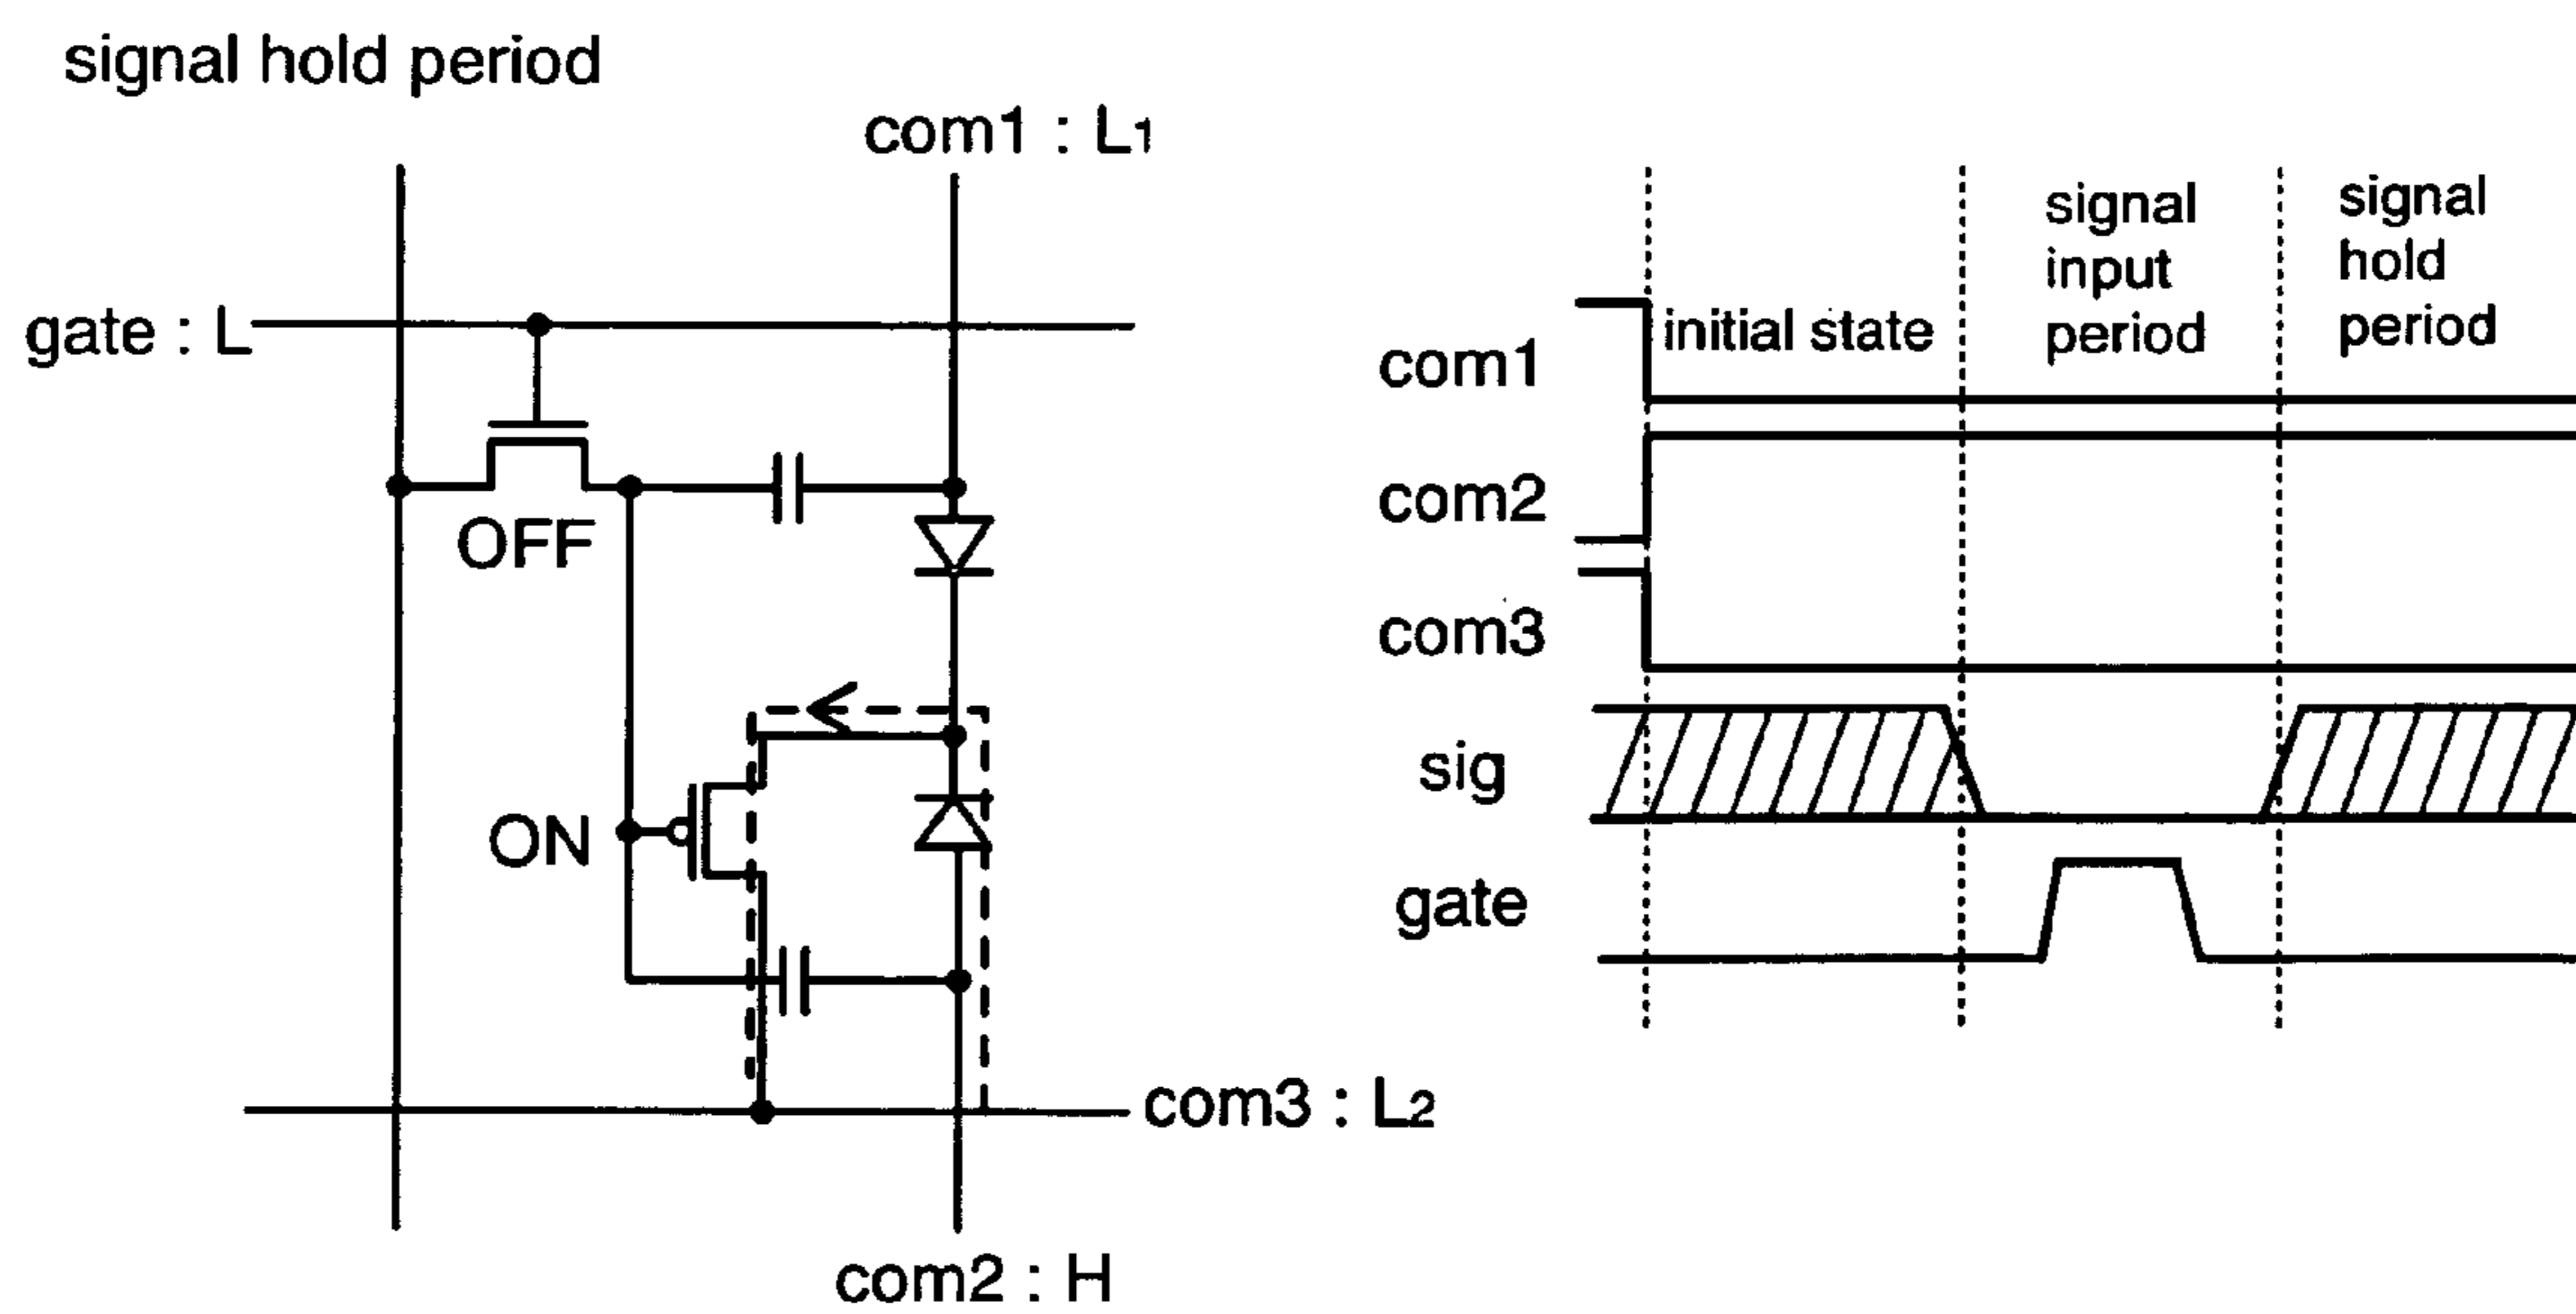 signal hold period
com1 : L1
gate : L
OFF
ON
com3 : L2
com2 : H
initial state
signal
input
period
signal
hold
period
com1
com2
com3
sig
gate